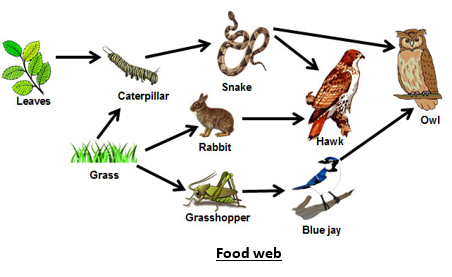 Leaves
Caterpillar
Snake
Owl
Hawk
Rabbit
Grass
Grasshopper
Blue jay
Food web